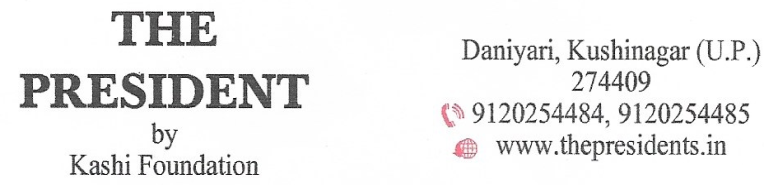 THE
PRESIDENT
by
Kashi Foundation
Daniyari, Kushinagar (U.P.)
274409
9120254484, 9120254485
www.thepresidents.in